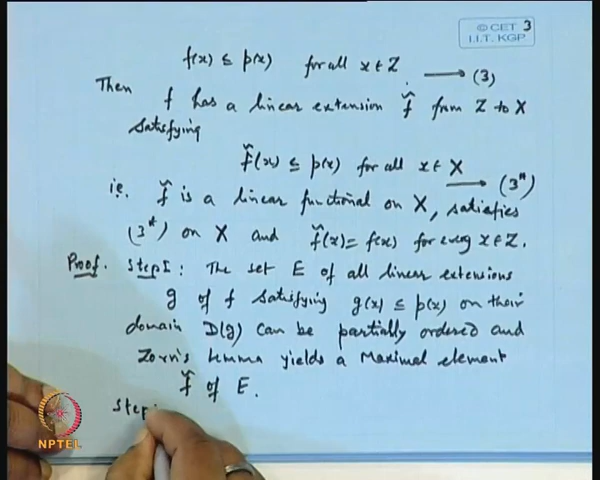 © CET
I.I.T. KGP
3
f(x) ≤ p(x) for all x ∈ Z. → (3)
Then f has a linear extension f̃ from Z to X
satisfying
f̃(x) ≤ p(x) for all x ∈ X → (3*)
i.e. f̃ is a linear functional on X, satisfies
(3*) on X and f̃(x) = f(x) for every x ∈ Z.
Proof. Step I: The set E of all linear extensions
g of f satisfying g(x) ≤ p(x) on their
domain D(g) can be partially ordered and
Zorn's lemma yields a maximal element
f̃ of E.
Step
NPTEL